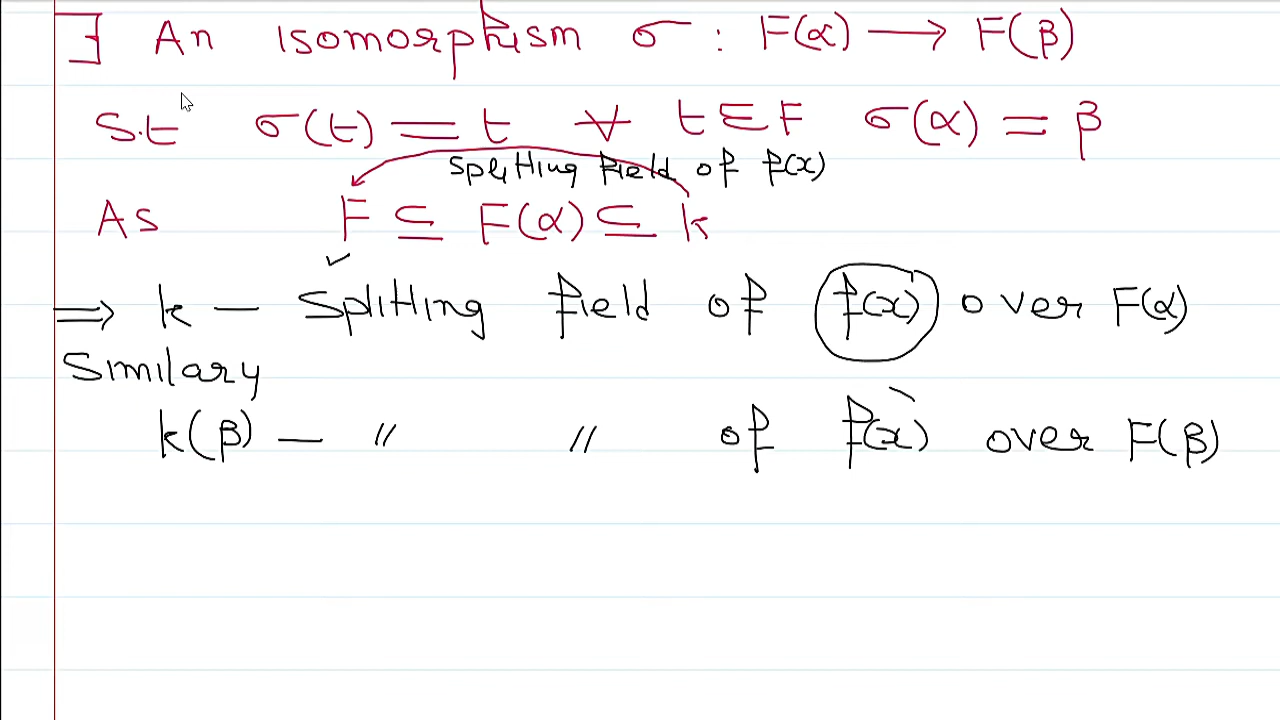 ∃ An isomorphism σ : F(α) ⟶ F(β)
S.t σ(t) = t ∀ t ∈ F σ(α) = β
Splitting field of f(x)
As F ⊆ F(α) ⊆ k
⟹ k – Splitting field of f(x) over F(α)
Similary
k(β) – 〃 〃 of f(x) over F(β)